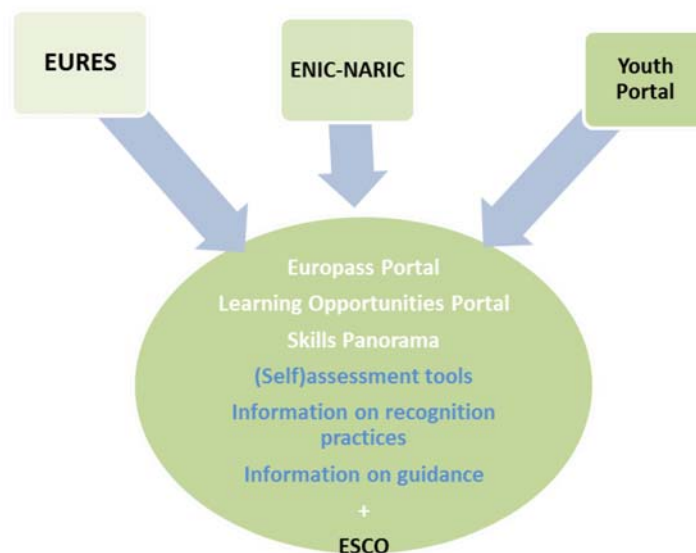 EURES
ENIC-NARIC
Youth
Portal
Europass Portal
Learning Opportunities Portal
Skills Panorama
(Self)assessment tools
Information on recognition
practices
Information on guidance
+
ESCO